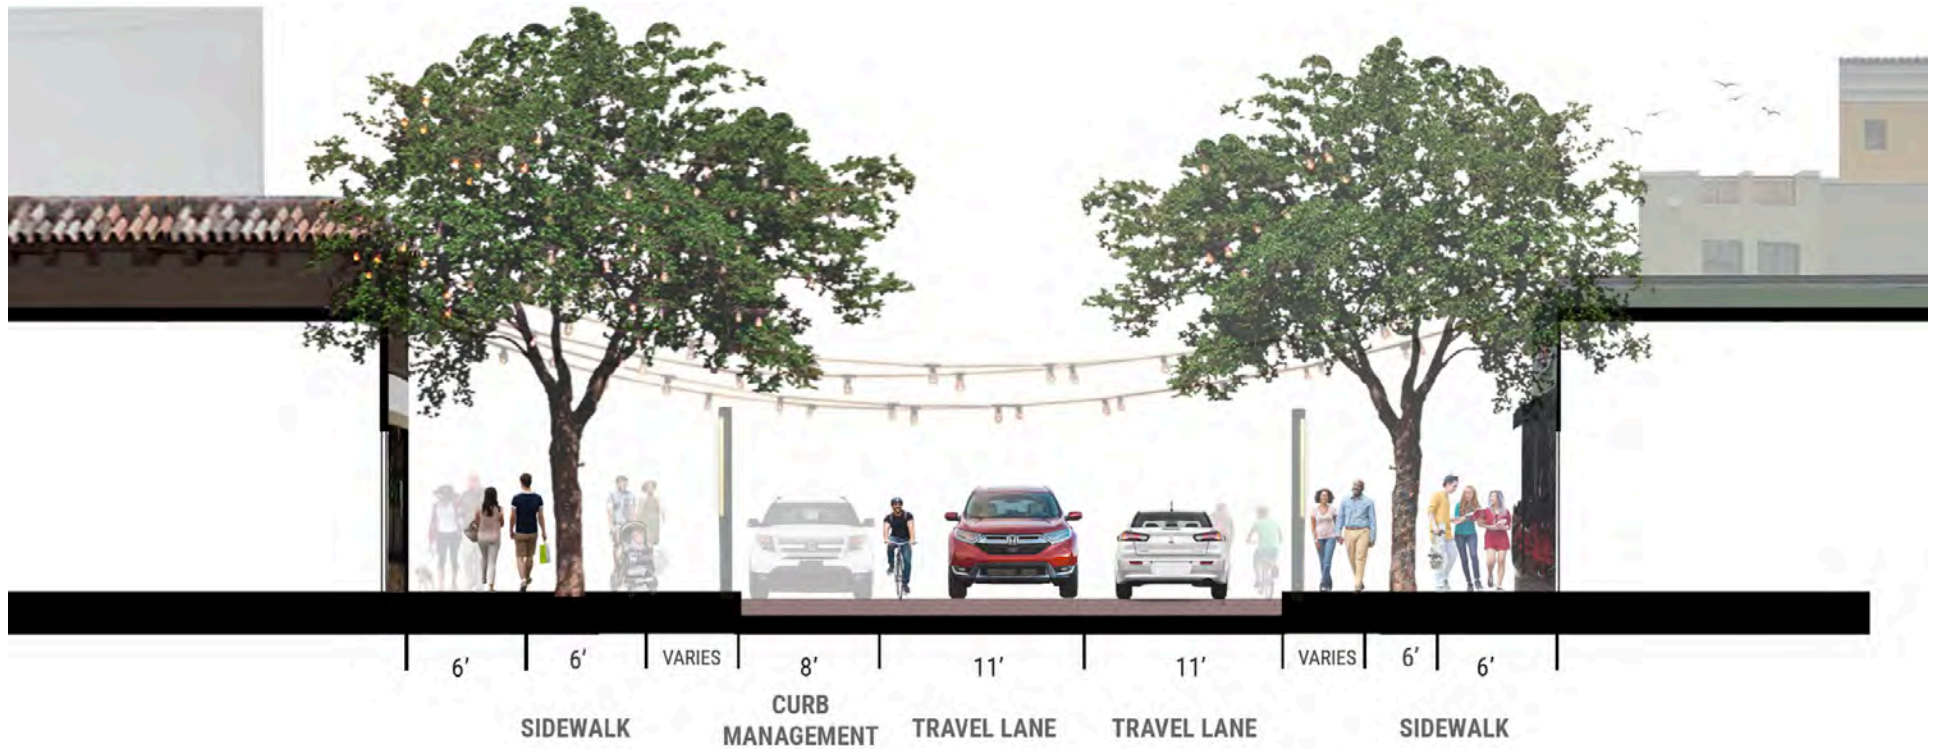 6′ 6′ VARIES 8′ 11′ 11′ VARIES 6′ 6′
SIDEWALK
CURB
MANAGEMENT
TRAVEL LANE
TRAVEL LANE
SIDEWALK